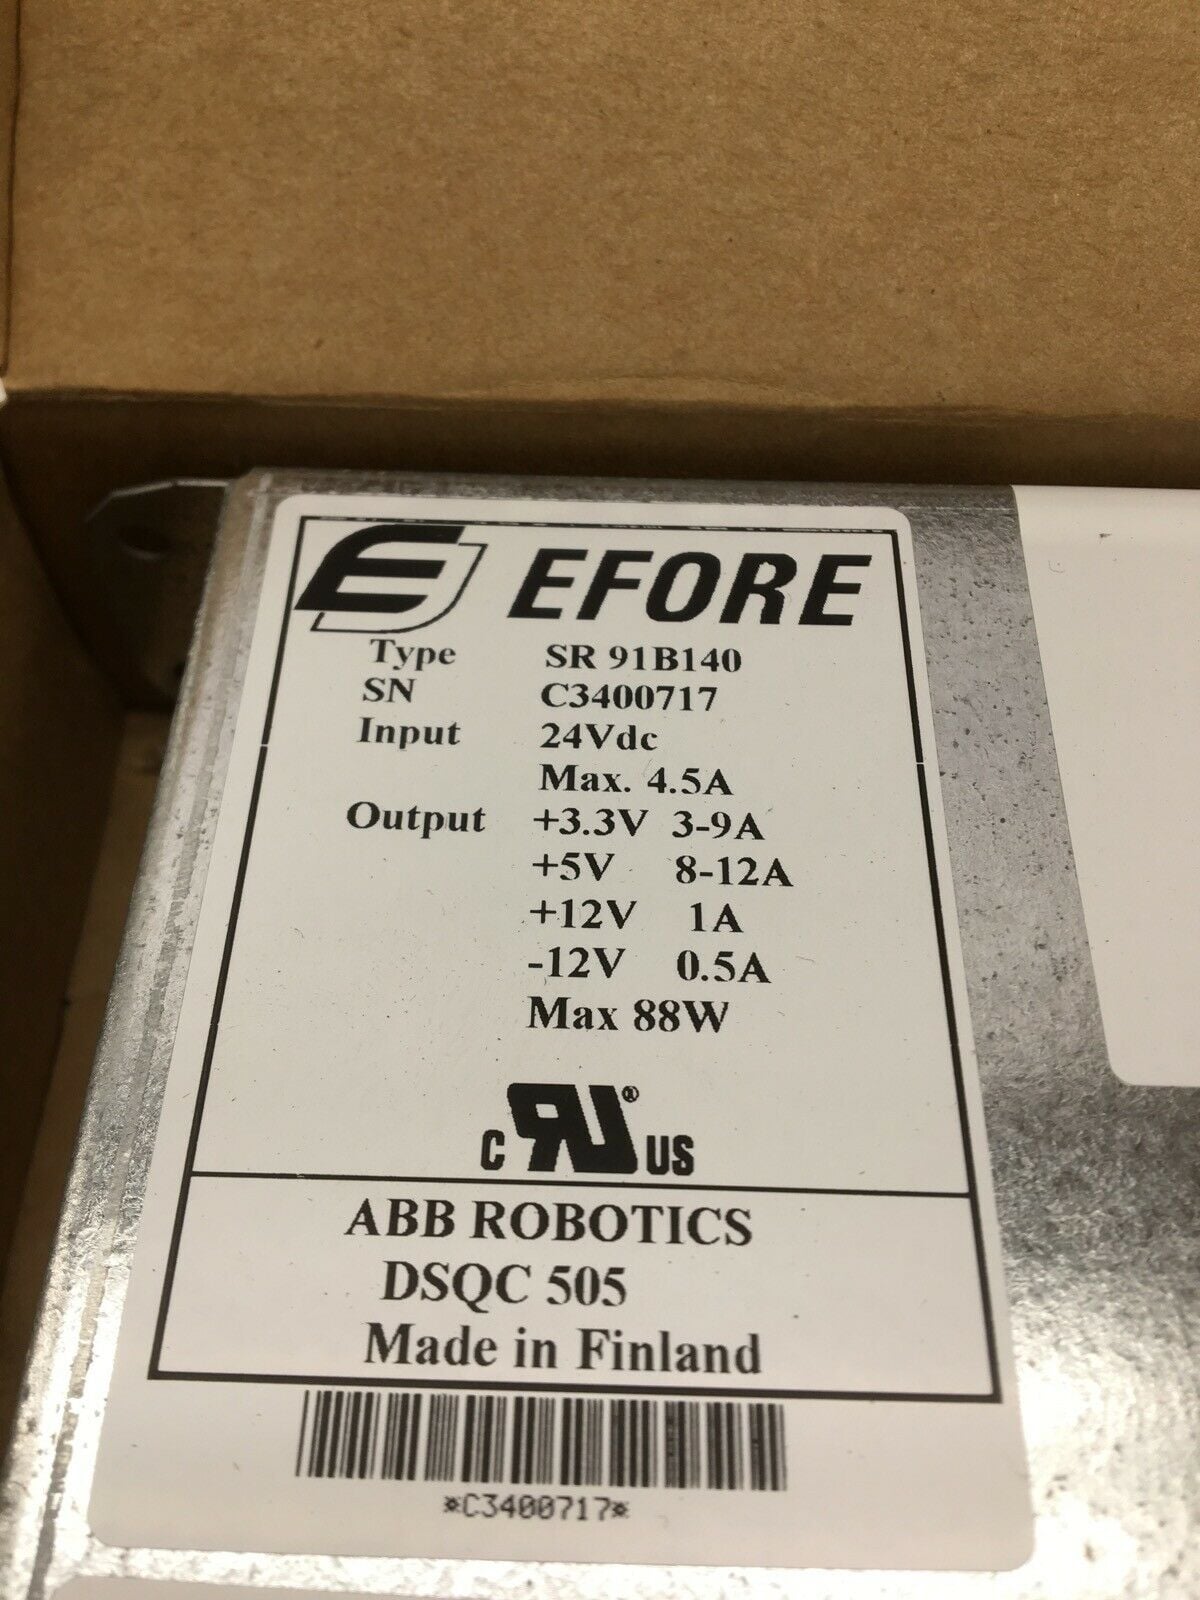 EFORE
Type SR 91B140
SN C3400717
Input 24Vdc
Max. 4.5A
Output +3.3V 3-9A
+5V 8-12A
+12V 1A
-12V 0.5A
Max 88W
C RU® US
ABB ROBOTICS
DSQC 505
Made in Finland
*C3400717*